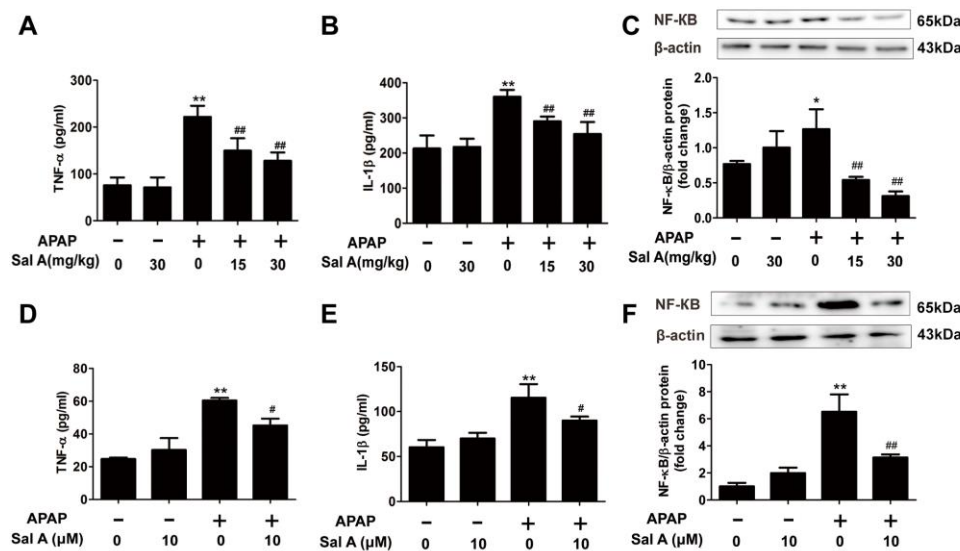 A
TNF-α (pg/ml)
300
200
100
0
**
##
##
APAP − − + + +
Sal A(mg/kg) 0 30 0 15 30
B
IL-1β (pg/ml)
400
300
200
100
0
**
##
##
APAP − − + + +
Sal A(mg/kg) 0 30 0 15 30
C
NF-KB 65kDa
β-actin 43kDa
NF-κB/β-actin protein
(fold change)
2.0
1.5
1.0
0.5
0.0
*
##
##
APAP − − + + +
Sal A(mg/kg) 0 30 0 15 30
D
TNF-α (pg/ml)
80
60
40
20
0
**
#
APAP − − + +
Sal A (μM) 0 10 0 10
E
IL-1β (pg/ml)
150
100
50
0
**
#
APAP − − + +
Sal A (μM) 0 10 0 10
F
NF-KB 65kDa
β-actin 43kDa
NF-κB/β-actin protein
(fold change)
10
8
6
4
2
0
**
##
APAP − − + +
Sal A (μM) 0 10 0 10